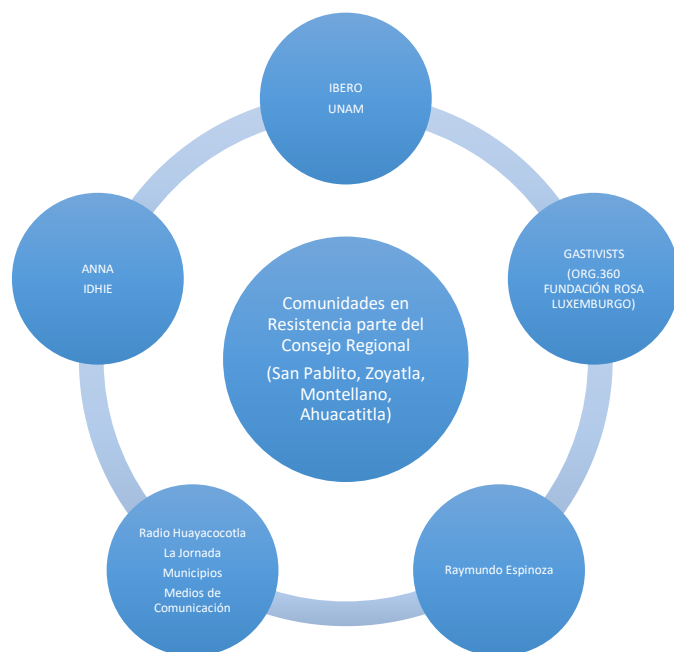 IBERO
UNAM
GASTIVISTS
(ORG.360
FUNDACIÓN ROSA
LUXEMBURGO)
ANNA
IDHIE
Comunidades en
Resistencia parte del
Consejo Regional
(San Pablito, Zoyatla,
Montellano,
Ahuacatitla)
Radio Huayacocotla
La Jornada
Municipios
Medios de
Comunicación
Raymundo Espinoza